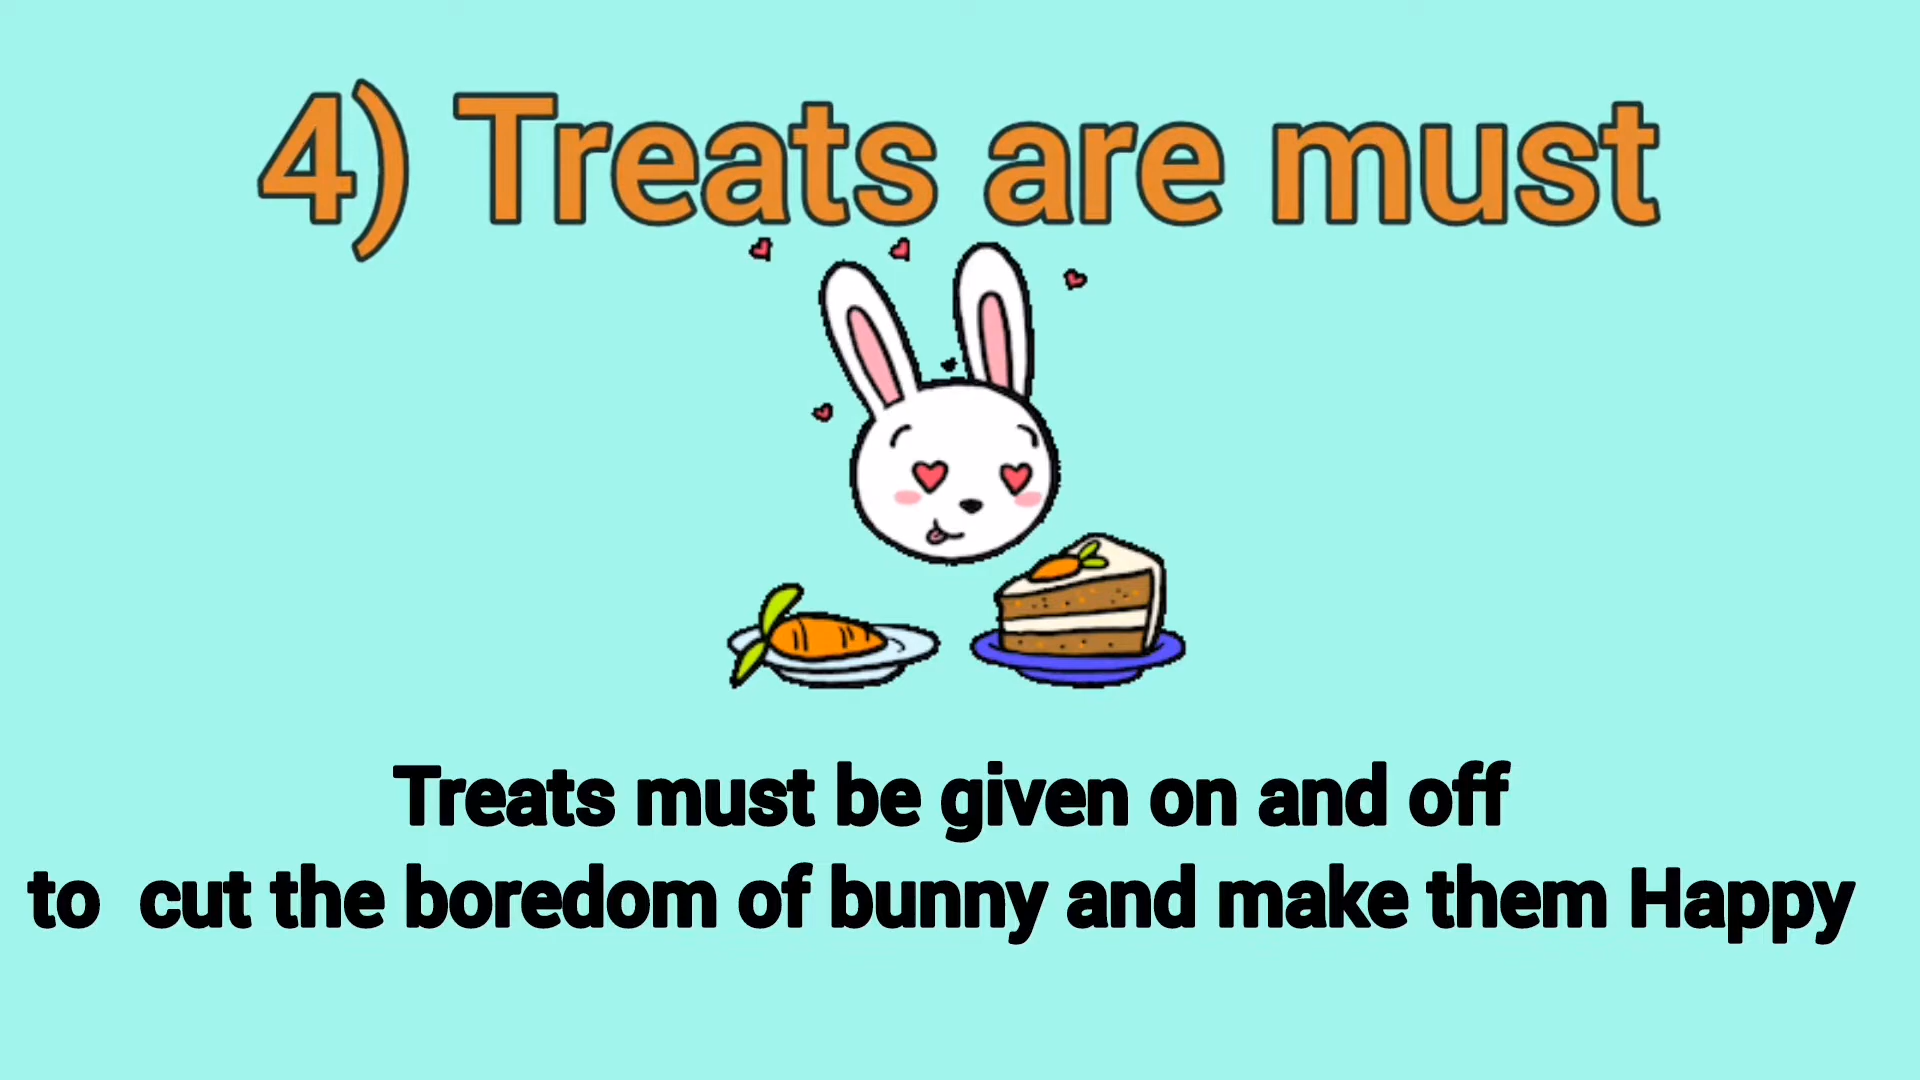 4) Treats are must
Treats must be given on and off
to cut the boredom of bunny and make them Happy